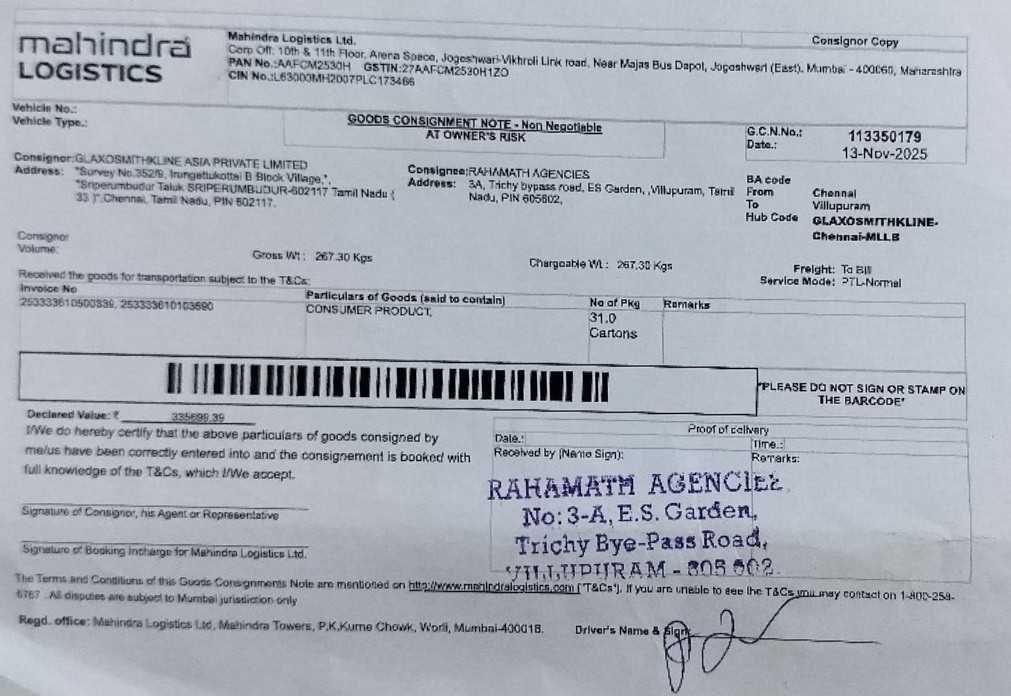 mahindra
LOGISTICS
Mahindra Logistics Ltd.
Corp Off: 10th & 11th Floor, Arena Space, Jogeshwari-Vikhroli Link road, Near Majas Bus Depot, Jogeshwari (East). Mumbai - 400060, Maharashtra
PAN No.:AAFCM2530H GSTIN:27AAFCM2530H1ZO
CIN No.:L63000MH2007PLC173466
Consignor Copy
Vehicle No.:
Vehicle Type.:
GOODS CONSIGNMENT NOTE - Non Negotiable
AT OWNER'S RISK
G.C.N.No.: 113350179
Date.: 13-Nov-2025
Consignor:GLAXOSMITHKLINE ASIA PRIVATE LIMITED
Address: "Survey No.352/9, Irungattukottai B Block Village,",
"Sriperumbudur Taluk SRIPERUMBUDUR-602117 Tamil Nadu (
33 )",Chennai, Tamil Nadu, PIN 602117.
Consignee:RAHAMATH AGENCIES
Address: 3A, Trichy bypass road, ES Garden, ,Villupuram, Tamil
Nadu, PIN 605602,
BA code
From Chennai
To Villupuram
Hub Code GLAXOSMITHKLINE-
Chennai-MLLB
Consignor
Volume:
Gross Wt : 267.30 Kgs
Chargeable Wt. : 267.30 Kgs
Freight: To Bill
Service Mode: PTL-Normal
Received the goods for transportation subject to the T&Cs:
Invoice No
253333610500339, 253333610103690
Particulars of Goods (said to contain)
CONSUMER PRODUCT,
No of Pkg
31.0
Cartons
Remarks
*PLEASE DO NOT SIGN OR STAMP ON
THE BARCODE*
Declared Value: ₹ 335699.39
I/We do hereby certify that the above particulars of goods consigned by
me/us have been correctly entered into and the consignement is booked with
full knowledge of the T&Cs, which I/We accept.
Signature of Consignor, his Agent or Representative
Signature of Booking Incharge for Mahindra Logistics Ltd.
Proof of delivery
Date.:
Time.:
Received by (Name Sign):
Remarks:
RAHAMATH AGENCIES
No: 3-A, E.S. Garden,
Trichy Bye-Pass Road,
VILLUPURAM - 605 602.
The Terms and Conditions of this Goods Consignments Note are mentioned on http://www.mahindralogistics.com ['T&Cs']. If you are unable to see the T&Cs you may contact on 1-800-258-
6787 . All disputes are subject to Mumbai jurisdiction only
Regd. office: Mahindra Logistics Ltd, Mahindra Towers, P.K.Kurne Chowk, Worli, Mumbai-400018.
Driver's Name & Sign: